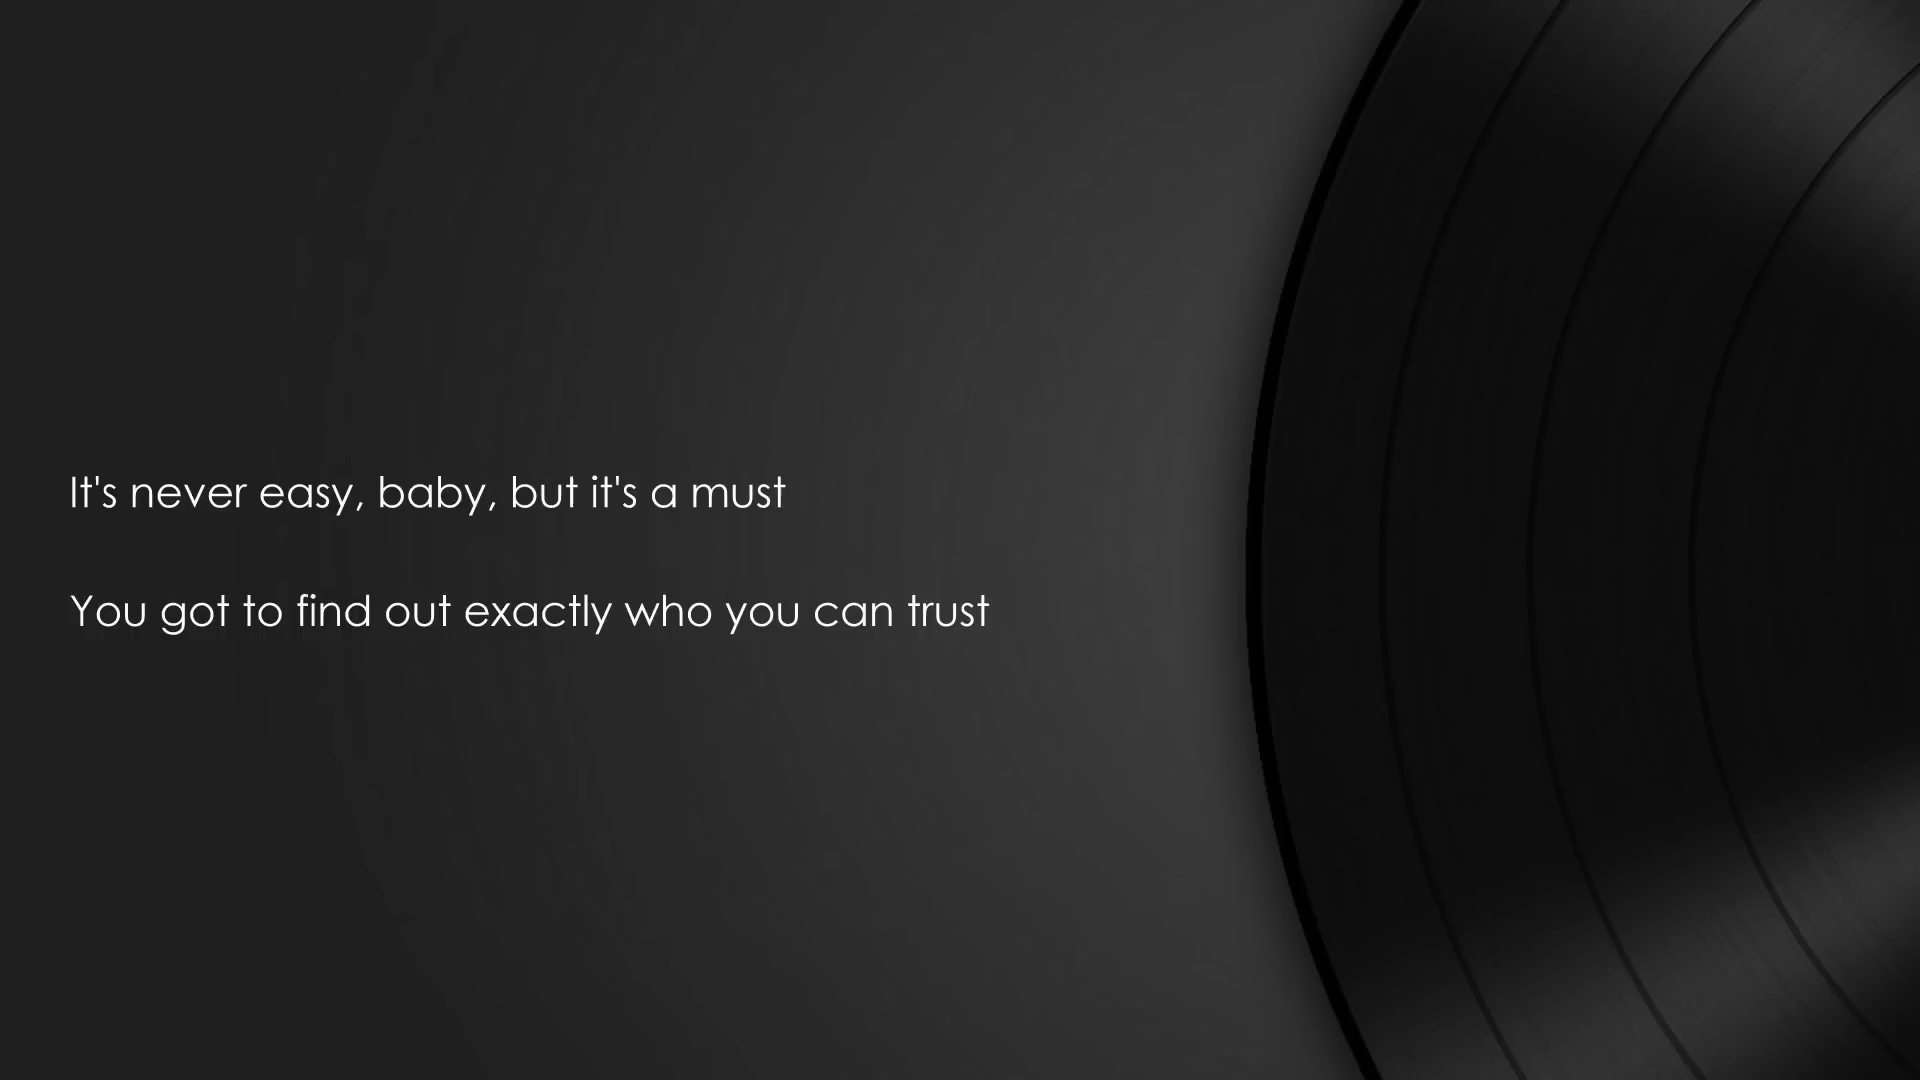 It's never easy, baby, but it's a must
You got to find out exactly who you can trust